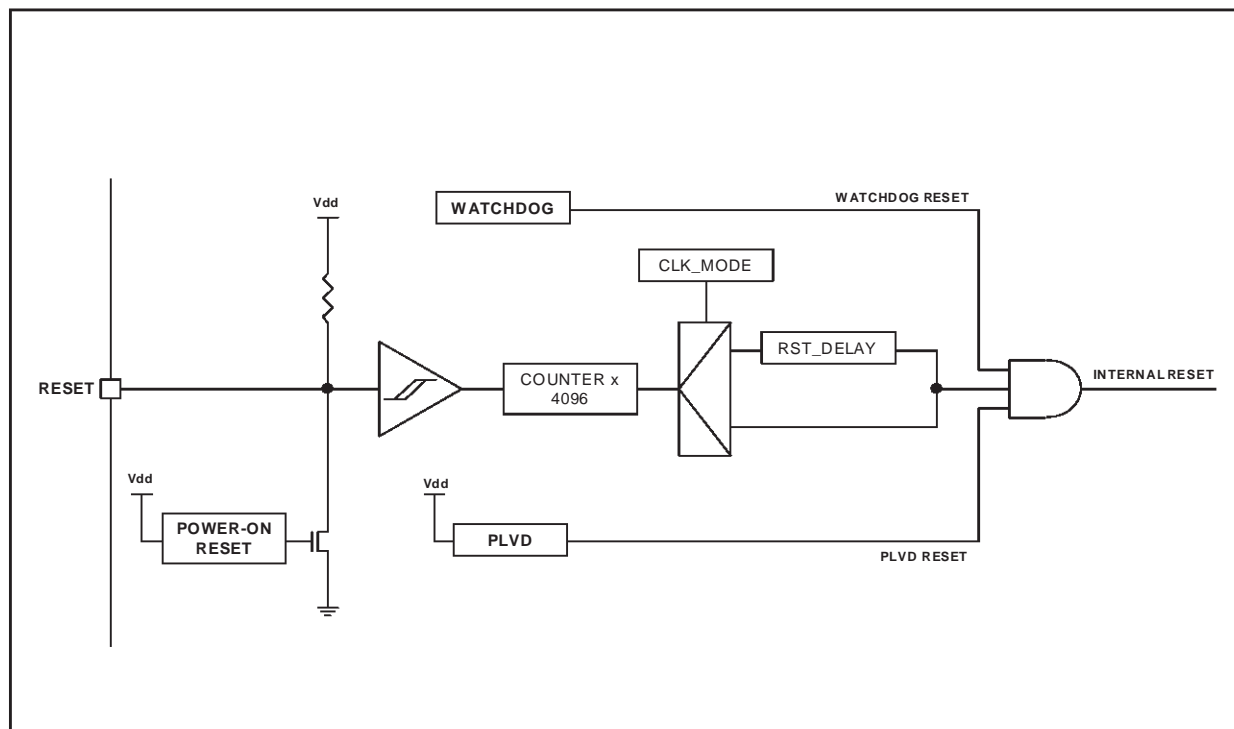 Vdd
WATCHDOG
WATCHDOG RESET
CLK_MODE
RST_DELAY
RESET
COUNTER x
4096
INTERNAL RESET
Vdd
POWER-ON
RESET
Vdd
PLVD
PLVD RESET